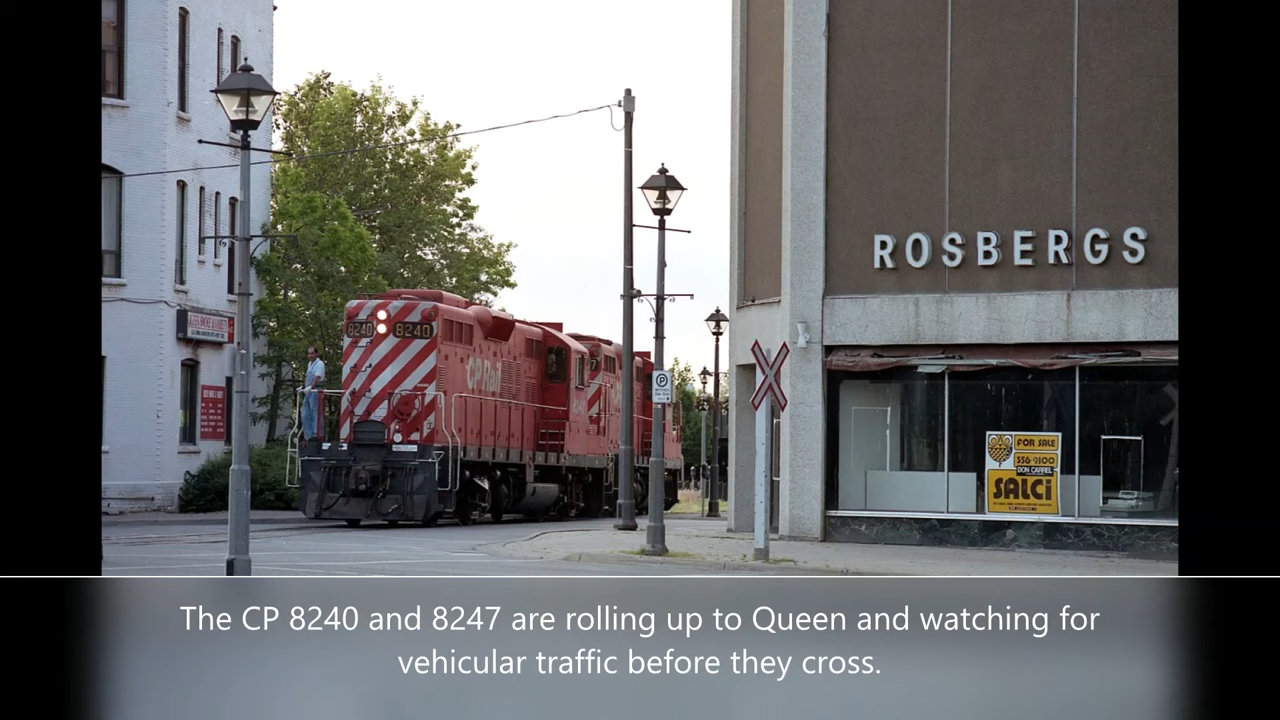 ROSBERGS
8240
8240
CP Rail
P
FOR SALE
356-9100
DON CARREL
SALCI
The CP 8240 and 8247 are rolling up to Queen and watching for
vehicular traffic before they cross.